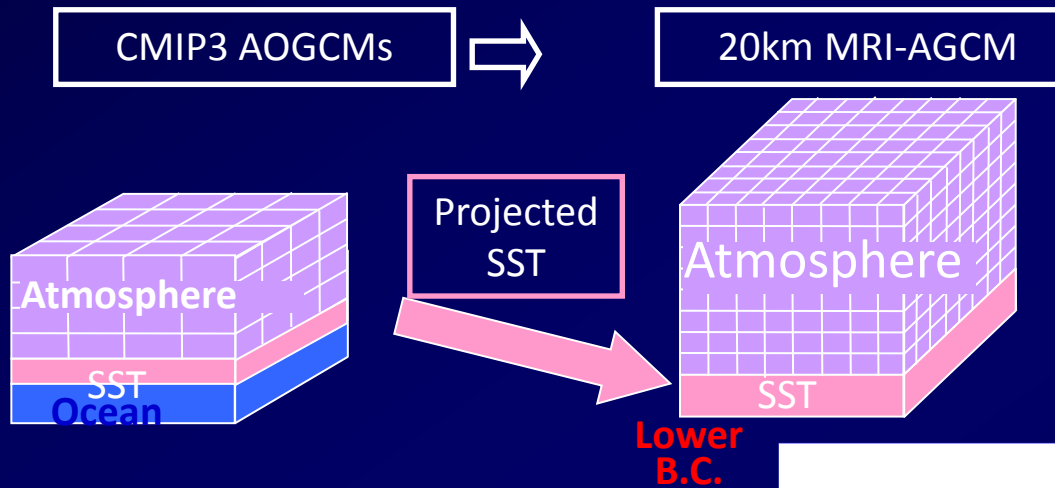 CMIP3 AOGCMs
20km MRI-AGCM
Projected
SST
Atmosphere
SST
Ocean
Atmosphere
SST
Lower
B.C.